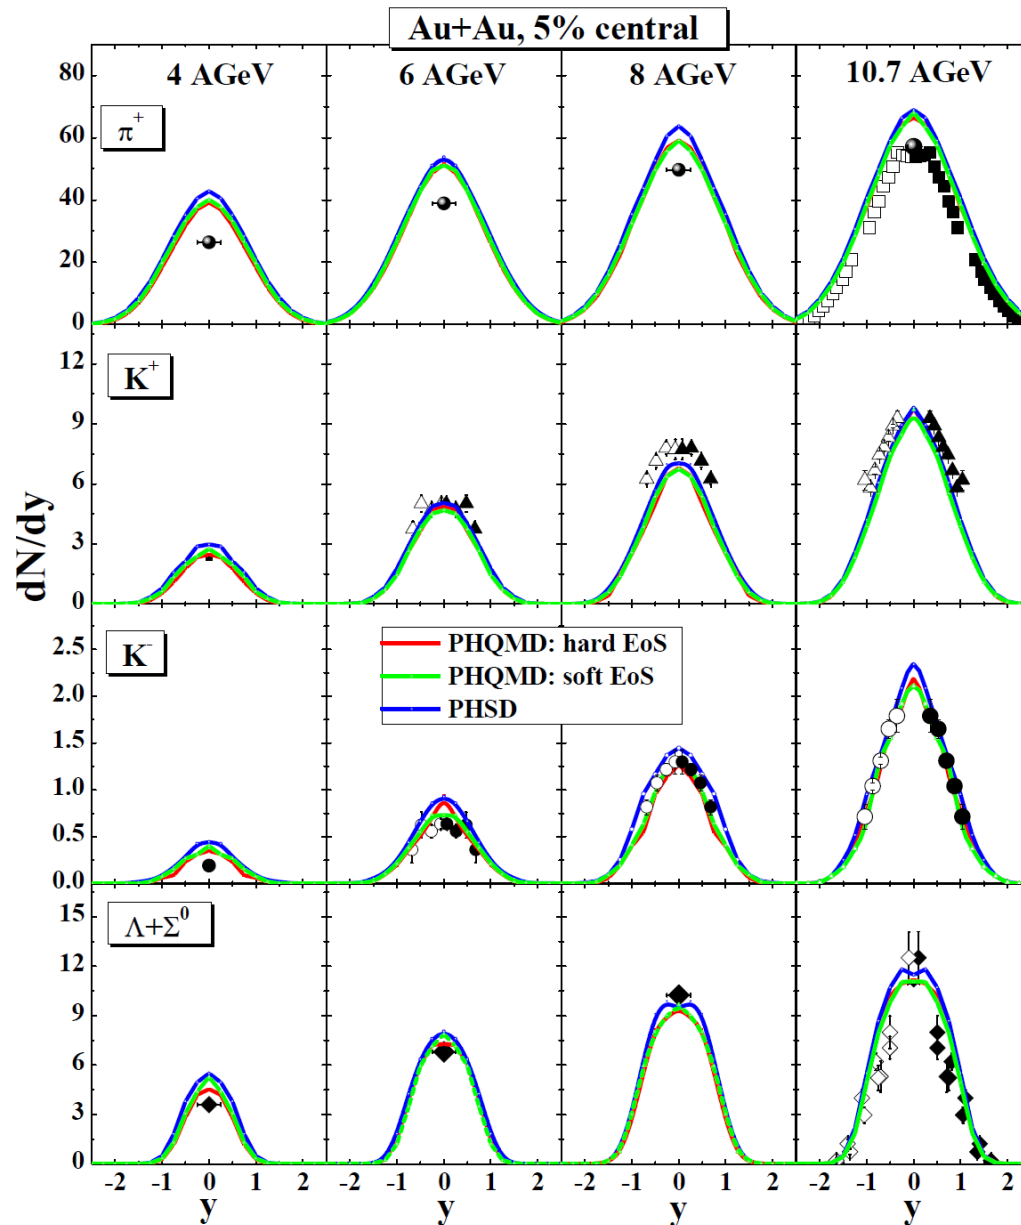 Au+Au, 5% central
4 AGeV 6 AGeV 8 AGeV 10.7 AGeV
80
60
40
20
0
π+
12
9
6
3
0
K+
dN/dy
2.5
2.0
1.5
1.0
0.5
0.0
K-
PHQMD: hard EoS
PHQMD: soft EoS
PHSD
15
12
9
6
3
0
Λ+Σ0
-2 -1 0 1 2 -2 -1 0 1 2 -2 -1 0 1 2 -2 -1 0 1 2
y y y y